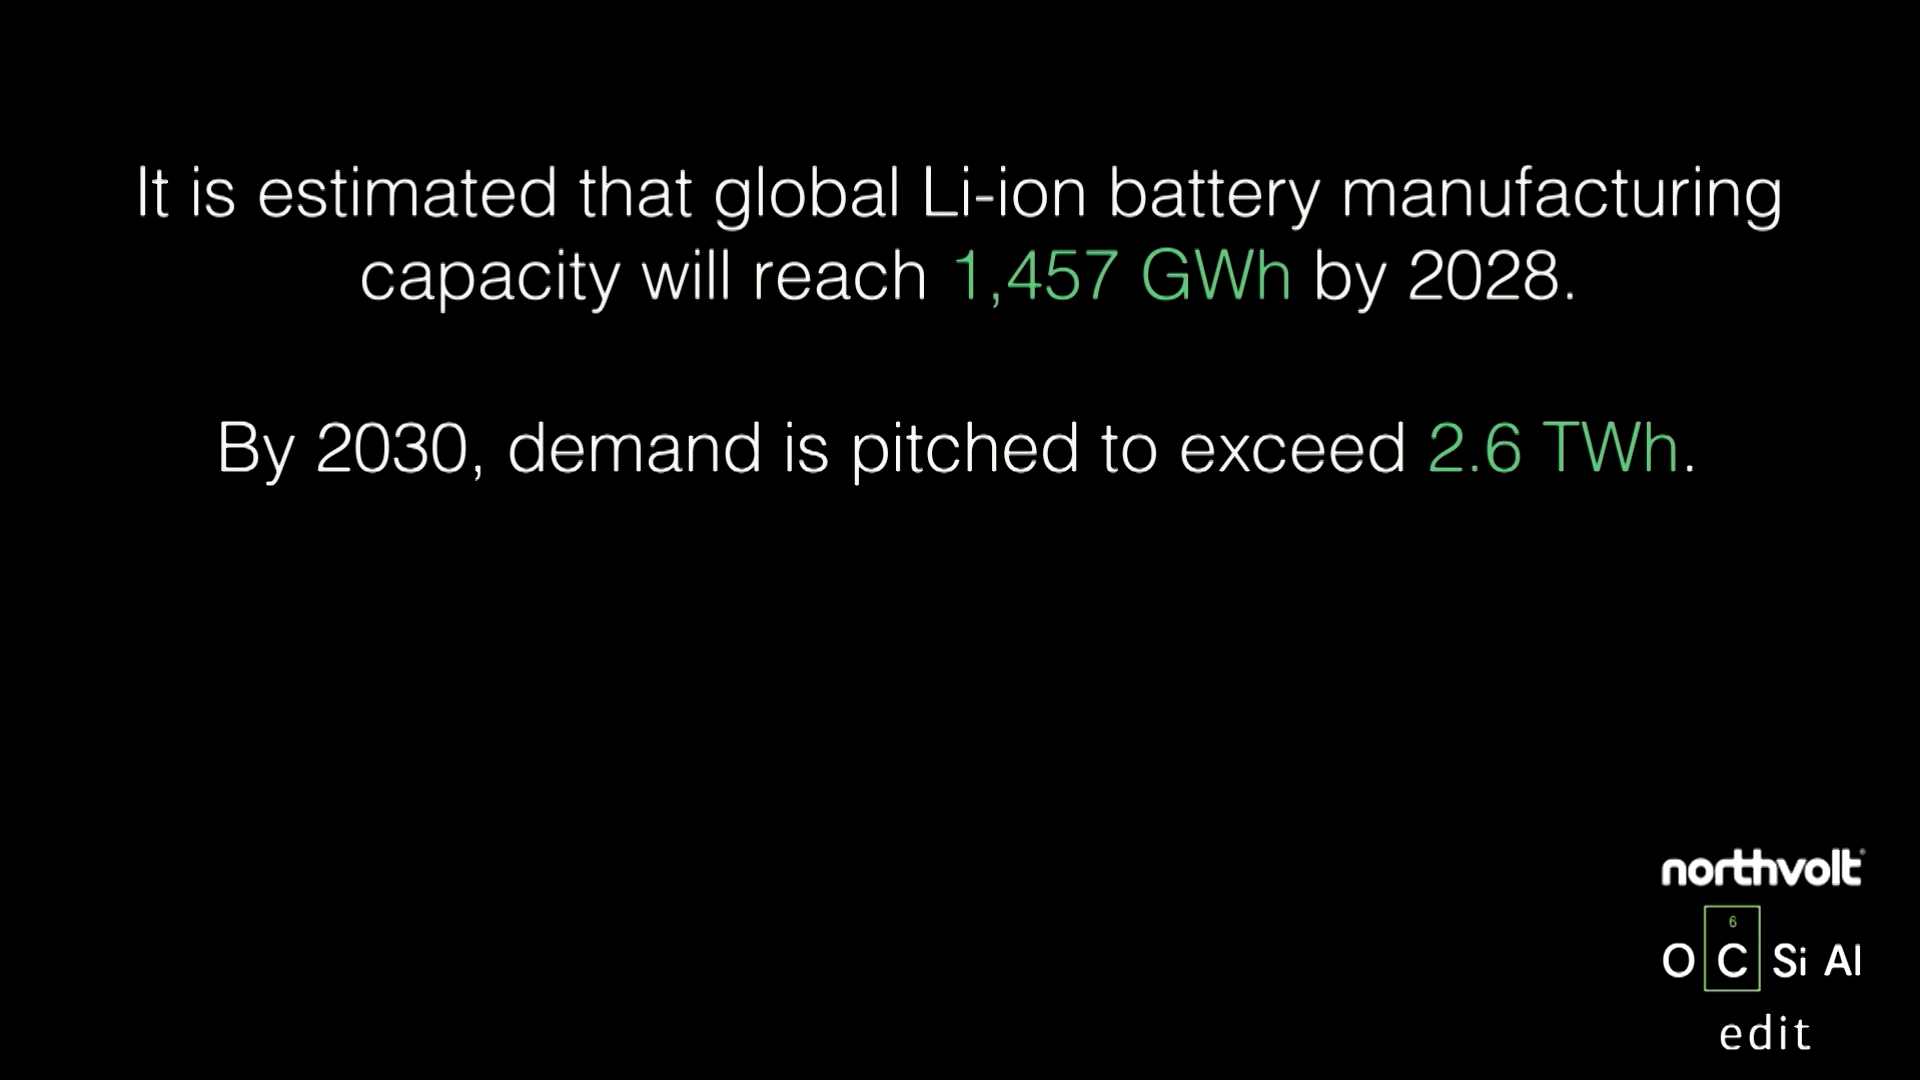 It is estimated that global Li-ion battery manufacturing
capacity will reach 1,457 GWh by 2028.
By 2030, demand is pitched to exceed 2.6 TWh.
northvolt®
6
O C Si Al
edit